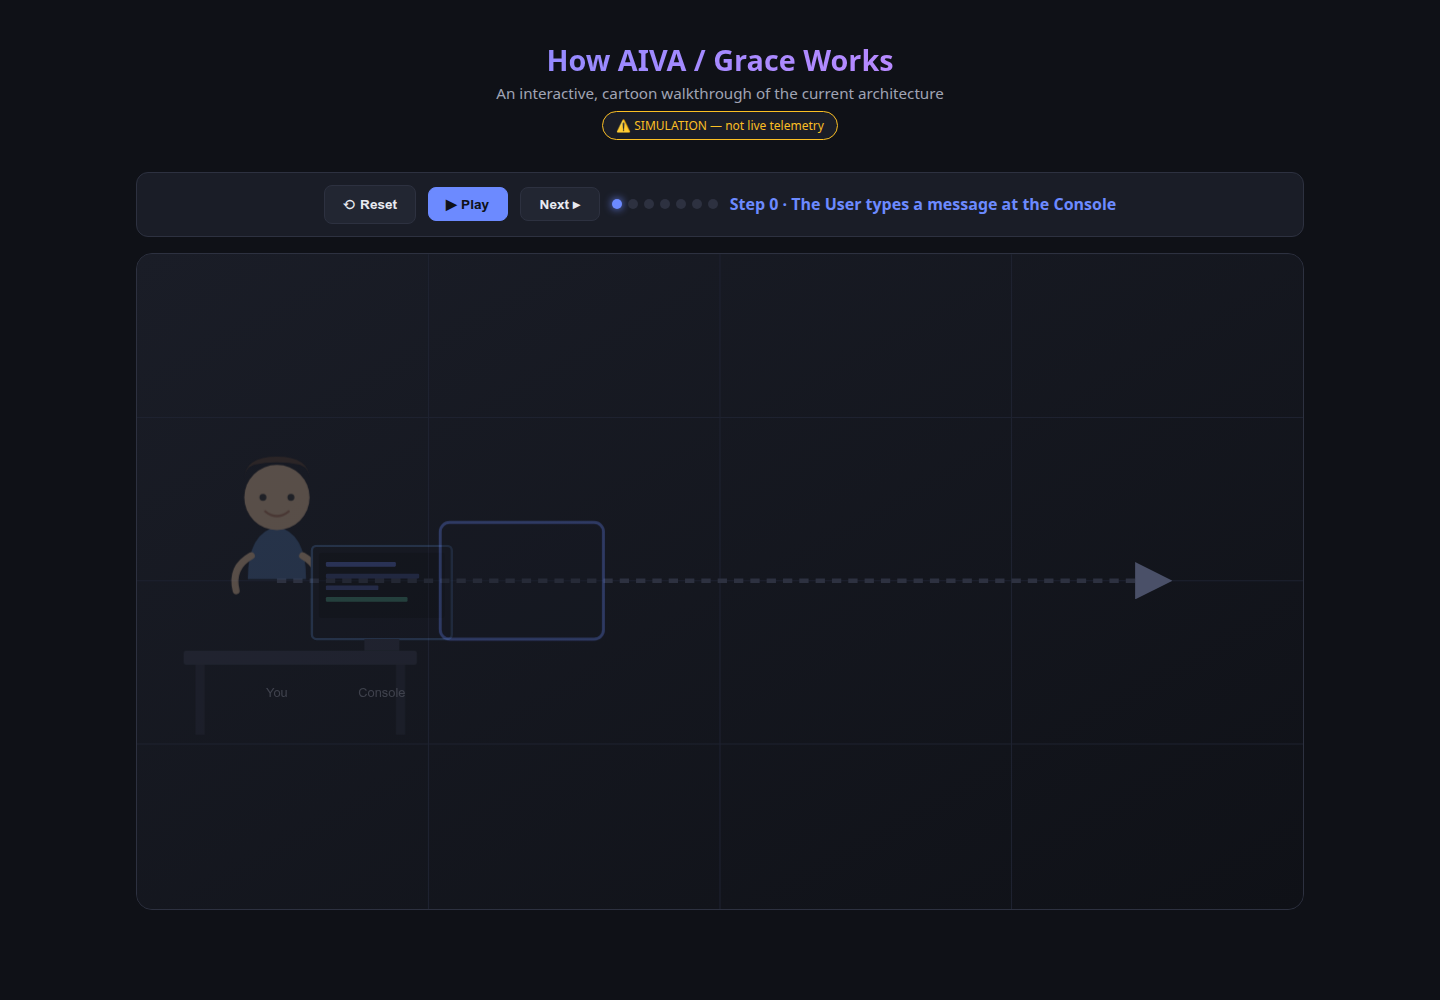 How AIVA / Grace Works
An interactive, cartoon walkthrough of the current architecture
⚠️ SIMULATION — not live telemetry
⟲ Reset
▶ Play
Next ▸
Step 0 · The User types a message at the Console
You
Console